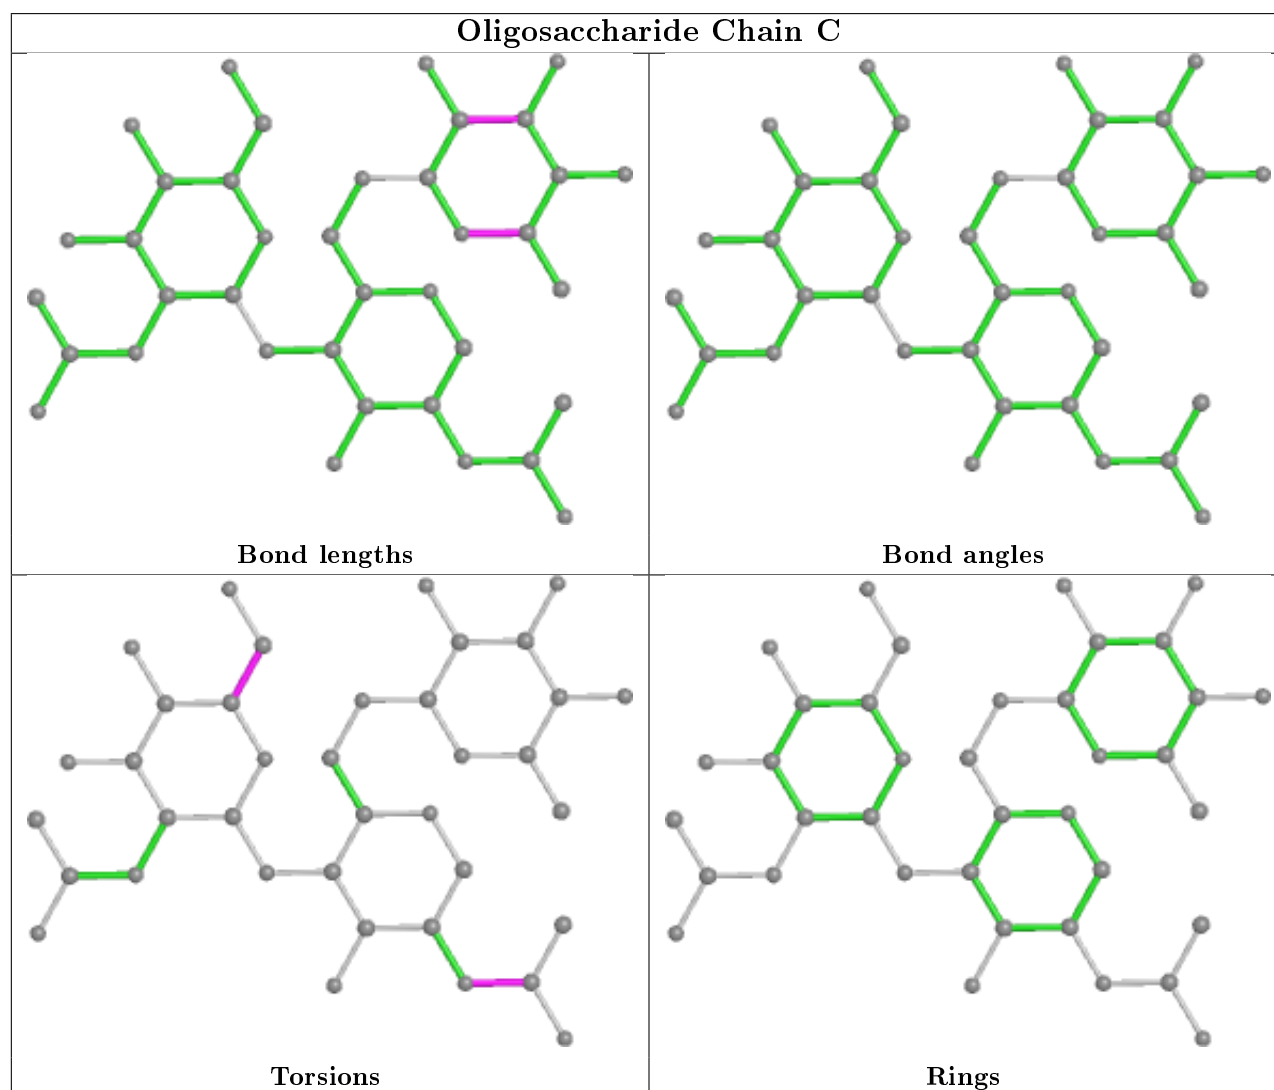 Oligosaccharide Chain C
Bond lengths
Bond angles
Torsions
Rings